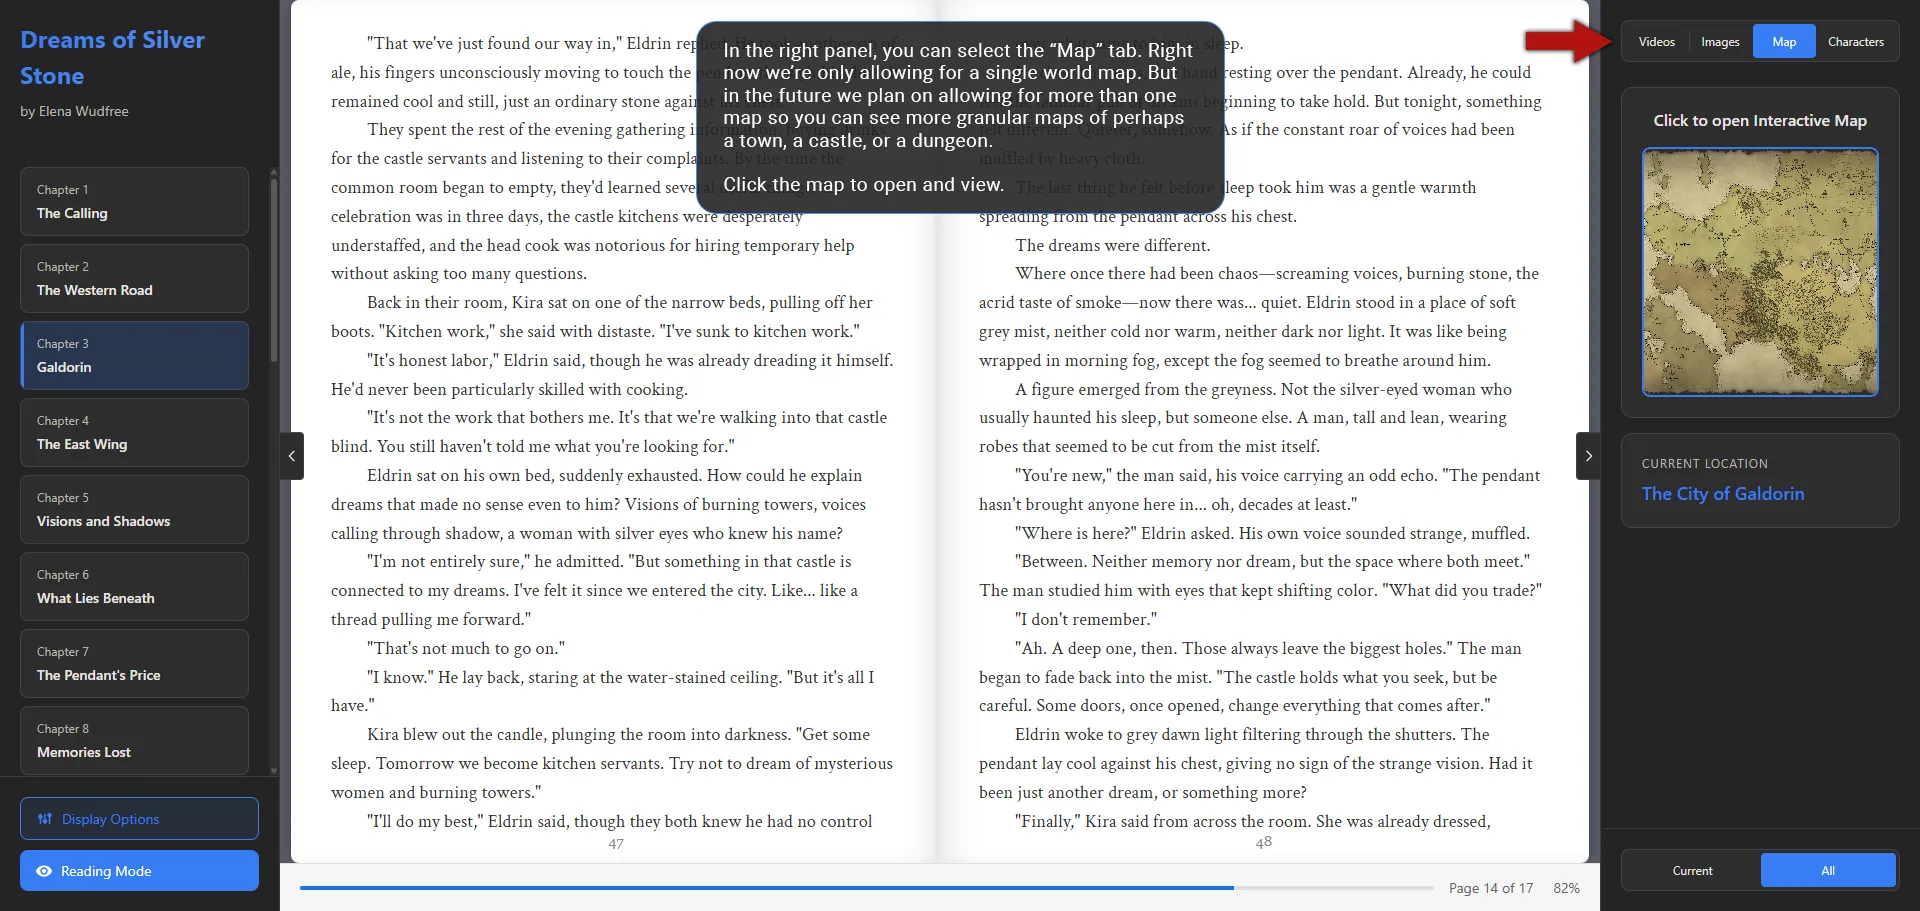 Dreams of Silver
Stone
by Elena Wudfree
Chapter 1
The Calling
Chapter 2
The Western Road
Chapter 3
Galdorin
Chapter 4
The East Wing
Chapter 5
Visions and Shadows
Chapter 6
What Lies Beneath
Chapter 7
The Pendant's Price
Chapter 8
Memories Lost
Display Options
Reading Mode
"That we've just found our way in," Eldrin replied.
ale, his fingers unconsciously moving to touch the
remained cool and still, just an ordinary stone against
They spent the rest of the evening gathering information, buying drinks
for the castle servants and listening to their complaints. By the time the
common room began to empty, they'd learned several
celebration was in three days, the castle kitchens were desperately
understaffed, and the head cook was notorious for hiring temporary help
without asking too many questions.
Back in their room, Kira sat on one of the narrow beds, pulling off her
boots. "Kitchen work," she said with distaste. "I've sunk to kitchen work."
"It's honest labor," Eldrin said, though he was already dreading it himself.
He'd never been particularly skilled with cooking.
"It's not the work that bothers me. It's that we're walking into that castle
blind. You still haven't told me what you're looking for."
Eldrin sat on his own bed, suddenly exhausted. How could he explain
dreams that made no sense even to him? Visions of burning towers, voices
calling through shadow, a woman with silver eyes who knew his name?
"I'm not entirely sure," he admitted. "But something in that castle is
connected to my dreams. I've felt it since we entered the city. Like... like a
thread pulling me forward."
"That's not much to go on."
"I know." He lay back, staring at the water-stained ceiling. "But it's all I
have."
Kira blew out the candle, plunging the room into darkness. "Get some
sleep. Tomorrow we become kitchen servants. Try not to dream of mysterious
women and burning towers."
"I'll do my best," Eldrin said, though they both knew he had no control
47
In the right panel, you can select the “Map” tab. Right
now we’re only allowing for a single world map. But
in the future we plan on allowing for more than one
map so you can see more granular maps of perhaps
a town, a castle, or a dungeon.
Click the map to open and view.
sleep.
hand resting over the pendant. Already, he could
beginning to take hold. But tonight, something
felt different. Quieter, somehow. As if the constant roar of voices had been
muffled by heavy cloth.
The last thing he felt before sleep took him was a gentle warmth
spreading from the pendant across his chest.
The dreams were different.
Where once there had been chaos—screaming voices, burning stone, the
acrid taste of smoke—now there was... quiet. Eldrin stood in a place of soft
grey mist, neither cold nor warm, neither dark nor light. It was like being
wrapped in morning fog, except the fog seemed to breathe around him.
A figure emerged from the greyness. Not the silver-eyed woman who
usually haunted his sleep, but someone else. A man, tall and lean, wearing
robes that seemed to be cut from the mist itself.
"You're new," the man said, his voice carrying an odd echo. "The pendant
hasn't brought anyone here in... oh, decades at least."
"Where is here?" Eldrin asked. His own voice sounded strange, muffled.
"Between. Neither memory nor dream, but the space where both meet."
The man studied him with eyes that kept shifting color. "What did you trade?"
"I don't remember."
"Ah. A deep one, then. Those always leave the biggest holes." The man
began to fade back into the mist. "The castle holds what you seek, but be
careful. Some doors, once opened, change everything that comes after."
Eldrin woke to grey dawn light filtering through the shutters. The
pendant lay cool against his chest, giving no sign of the strange vision. Had it
been just another dream, or something more?
"Finally," Kira said from across the room. She was already dressed,
48
Page 14 of 17 82%
Videos Images Map Characters
Click to open Interactive Map
CURRENT LOCATION
The City of Galdorin
Current All